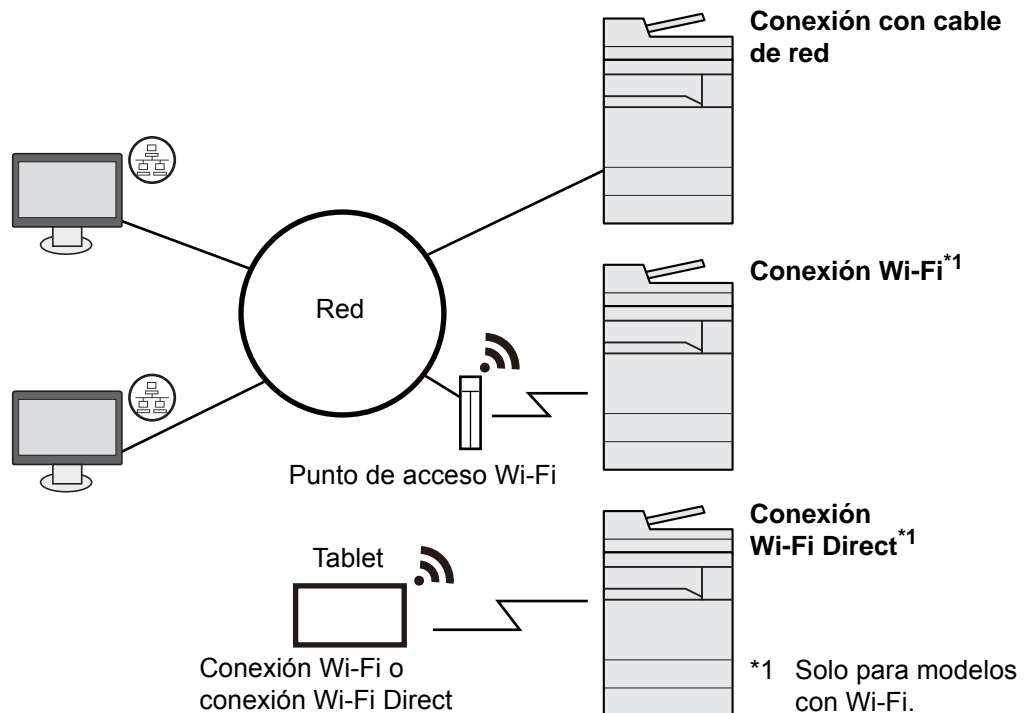 Conexión con cable
de red
Red
Conexión Wi-Fi*1
Punto de acceso Wi-Fi
Conexión
Wi-Fi Direct*1
Tablet
Conexión Wi-Fi o
conexión Wi-Fi Direct
*1 Solo para modelos
con Wi-Fi.